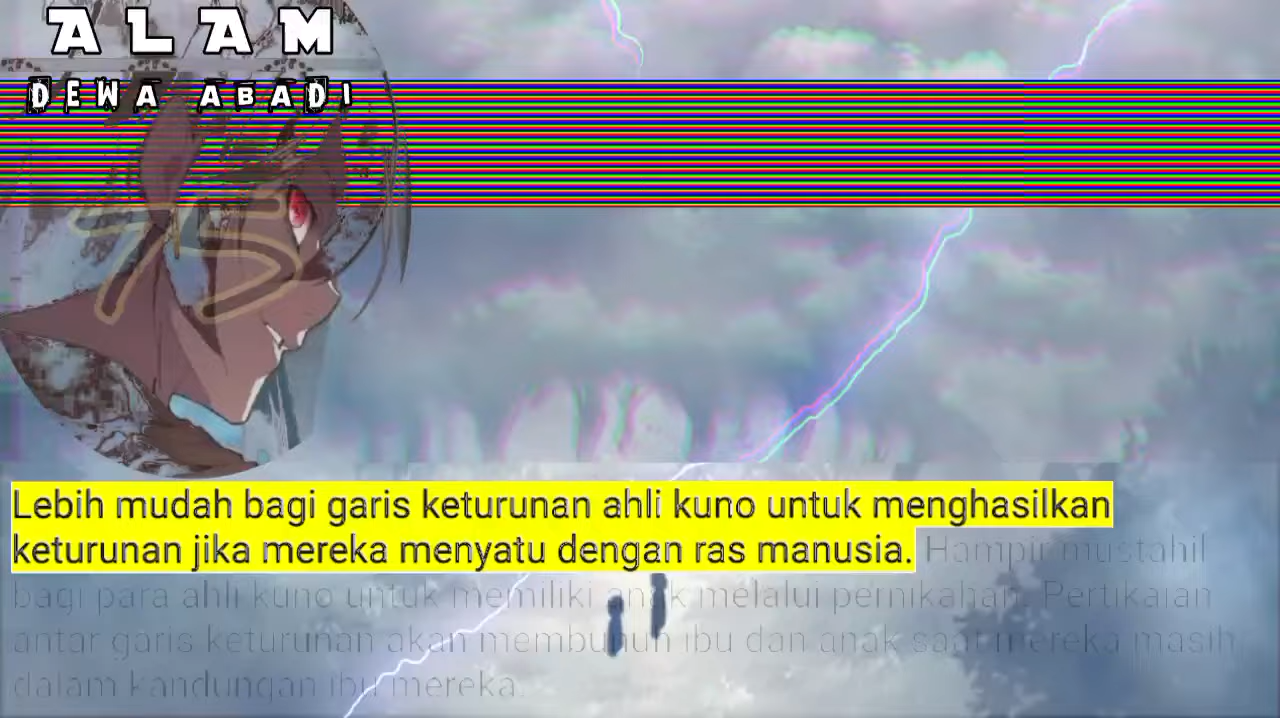 ALAM
DEWA ABADI
75
Lebih mudah bagi garis keturunan ahli kuno untuk menghasilkan
keturunan jika mereka menyatu dengan ras manusia. Hampir mustahil
bagi para ahli kuno untuk memiliki anak melalui pernikahan. Pertikaian
antar garis keturunan akan membunuh ibu dan anak saat mereka masih
dalam kandungan ibu mereka.